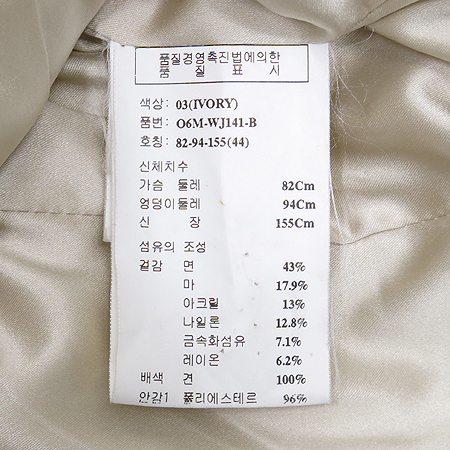 품질경영촉진법에의한
품 질 표 시
색상: 03(IVORY)
품번: O6M-WJ141-B
호칭: 82-94-155(44)
신체치수
가슴 둘레 82Cm
엉덩이둘레 94Cm
신 장 155Cm
섬유의 조성
겉감 면 43%
마 17.9%
아크릴 13%
나일론 12.8%
금속화섬유 7.1%
레이온 6.2%
배색 견 100%
안감1 폴리에스테르 96%